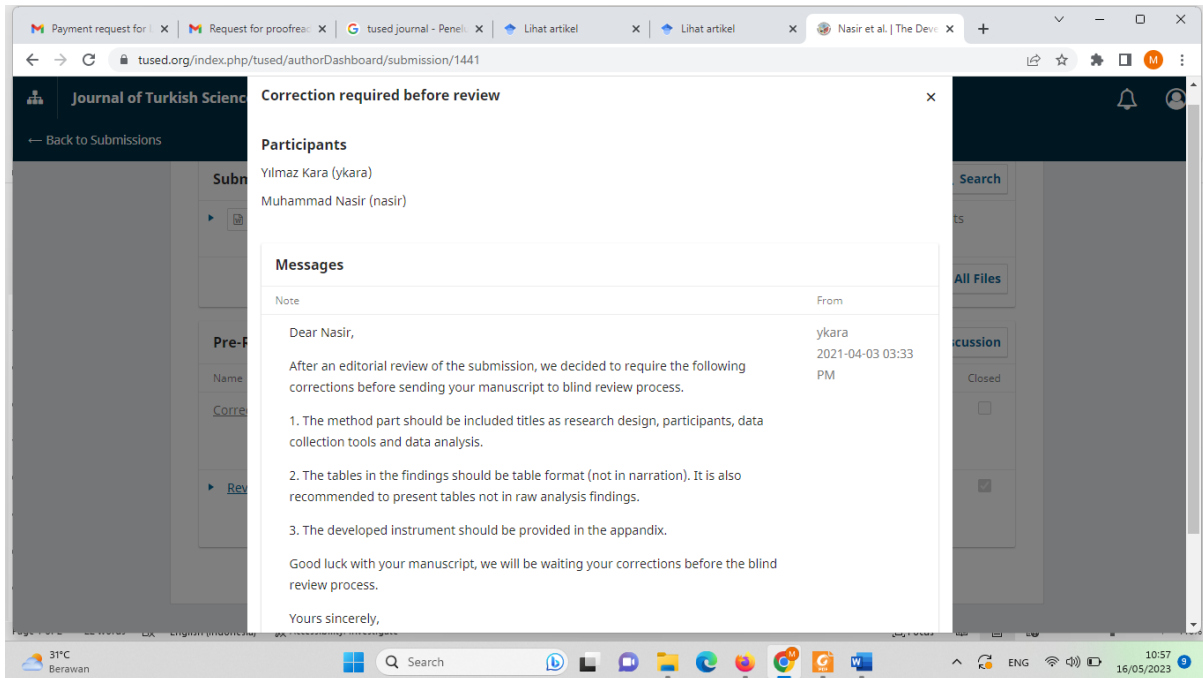 Payment request for
Request for proofread
tused journal - Penelu
Lihat artikel
Lihat artikel
Nasir et al. | The Deve
tused.org/index.php/tused/authorDashboard/submission/1441
M
Journal of Turkish Scienc
← Back to Submissions
Correction required before review
Participants
Yılmaz Kara (ykara)
Muhammad Nasir (nasir)
Subn
Search
ts
All Files
Messages
Note
From
Dear Nasir,
ykara
2021-04-03 03:33
PM
After an editorial review of the submission, we decided to require the following
corrections before sending your manuscript to blind review process.
1. The method part should be included titles as research design, participants, data
collection tools and data analysis.
2. The tables in the findings should be table format (not in narration). It is also
recommended to present tables not in raw analysis findings.
3. The developed instrument should be provided in the appandix.
Good luck with your manuscript, we will be waiting your corrections before the blind
review process.
Yours sincerely,
Pre-R
scussion
Name
Closed
Corre
Rev
31°C
Berawan
Search
ENG
10:57
16/05/2023
9